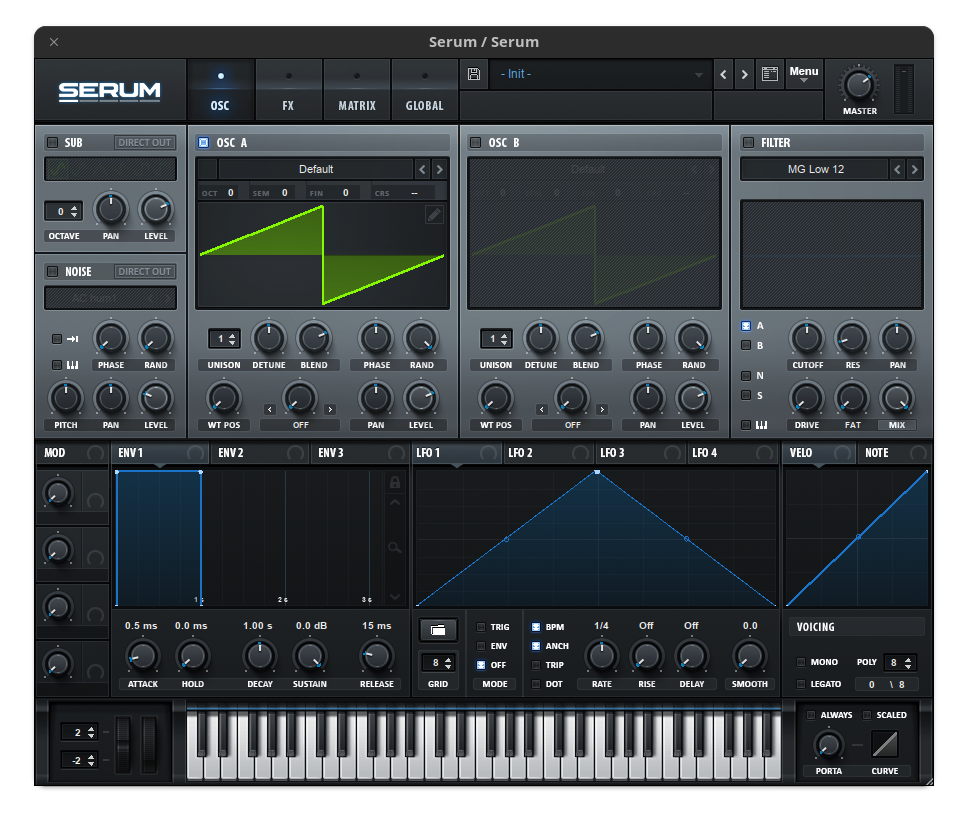 Serum / Serum
SERUM
OSC FX MATRIX GLOBAL
- Init -
Menu
MASTER
SUB DIRECT OUT
0
OCTAVE PAN LEVEL
NOISE DIRECT OUT
AC hum1
PHASE RAND
PITCH PAN LEVEL
OSC A
Default
OCT 0 SEM 0 FIN 0 CRS --
1
UNISON DETUNE BLEND PHASE RAND
WT POS OFF PAN LEVEL
OSC B
Default
1
UNISON DETUNE BLEND PHASE RAND
WT POS OFF PAN LEVEL
FILTER
MG Low 12
A
B
N
S
CUTOFF RES PAN
DRIVE FAT MIX
MOD ENV 1 ENV 2 ENV 3 LFO 1 LFO 2 LFO 3 LFO 4 VELO NOTE
1 s 2 s 3 s
0.5 ms 0.0 ms 1.00 s 0.0 dB 15 ms
ATTACK HOLD DECAY SUSTAIN RELEASE
8
GRID
TRIG
ENV
OFF
MODE
BPM
ANCH
TRIP
DOT
1/4 Off Off 0.0
RATE RISE DELAY SMOOTH
VOICING
MONO POLY 8
LEGATO 0 \ 8
2
-2
ALWAYS SCALED
PORTA CURVE